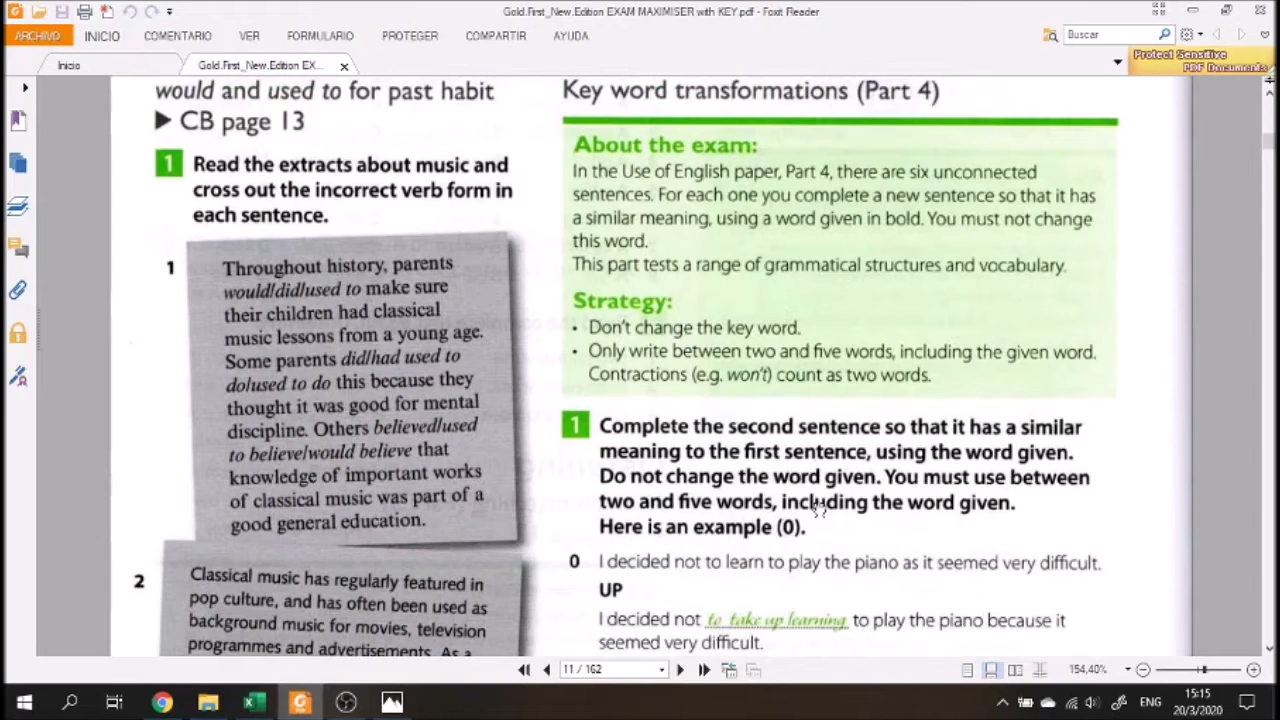 Gold.First_New.Edition EXAM MAXIMISER with KEY.pdf - Foxit Reader
ARCHIVO INICIO COMENTARIO VER FORMULARIO PROTEGER COMPARTIR AYUDA Buscar
Inicio Gold.First_New.Edition EX...
Protect Sensitive
PDF Documents
would and used to for past habit
▶ CB page 13
1 Read the extracts about music and
cross out the incorrect verb form in
each sentence.
1 Throughout history, parents
would/did/used to make sure
their children had classical
music lessons from a young age.
Some parents did/had used to
do/used to do this because they
thought it was good for mental
discipline. Others believed/used
to believe/would believe that
knowledge of important works
of classical music was part of a
good general education.
2 Classical music has regularly featured in
pop culture, and has often been used as
background music for movies, television
programmes and advertisements. As a
Key word transformations (Part 4)
About the exam:
In the Use of English paper, Part 4, there are six unconnected
sentences. For each one you complete a new sentence so that it has
a similar meaning, using a word given in bold. You must not change
this word.
This part tests a range of grammatical structures and vocabulary.
Strategy:
• Don't change the key word.
• Only write between two and five words, including the given word.
Contractions (e.g. won't) count as two words.
1 Complete the second sentence so that it has a similar
meaning to the first sentence, using the word given.
Do not change the word given. You must use between
two and five words, including the word given.
Here is an example (0).
0 I decided not to learn to play the piano as it seemed very difficult.
UP
I decided not to take up learning to play the piano because it
seemed very difficult.
11 / 162
154,40%
ENG
15:15
20/3/2020